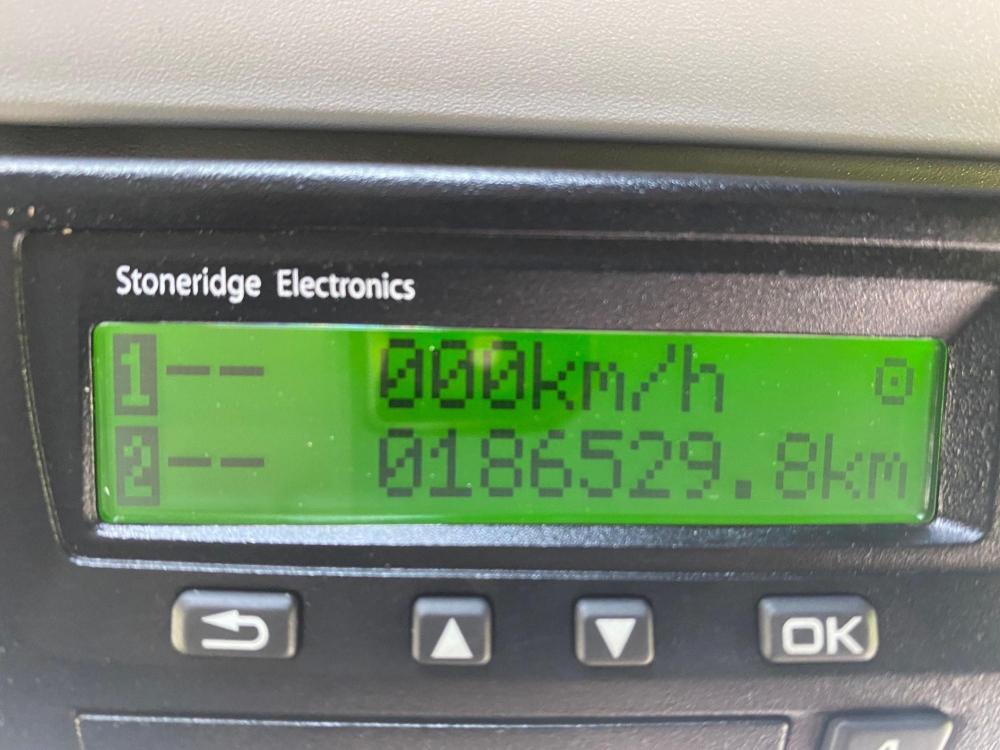 Stoneridge Electronics
1-- 000km/h
2-- 0186529.8km
OK